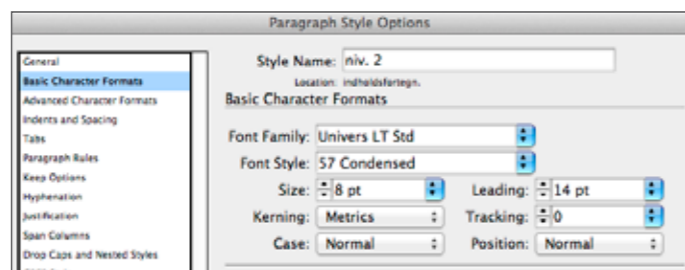 Paragraph Style Options
General
Basic Character Formats
Advanced Character Formats
Indents and Spacing
Tabs
Paragraph Rules
Keep Options
Hyphenation
Justification
Span Columns
Drop Caps and Nested Styles
Style Name: niv. 2
Location: indholdsfortegn.
Basic Character Formats
Font Family: Univers LT Std
Font Style: 57 Condensed
Size: 8 pt Leading: 14 pt
Kerning: Metrics Tracking: 0
Case: Normal Position: Normal